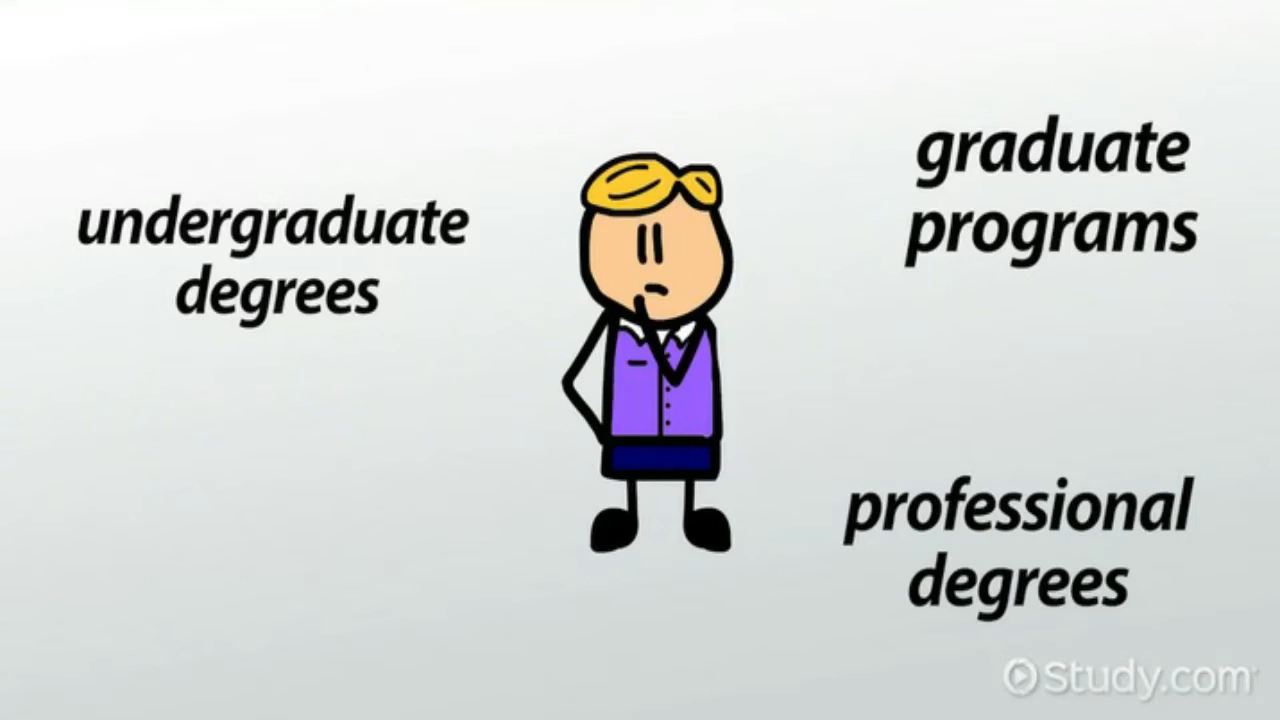 undergraduate
degrees
graduate
programs
professional
degrees
Study.com